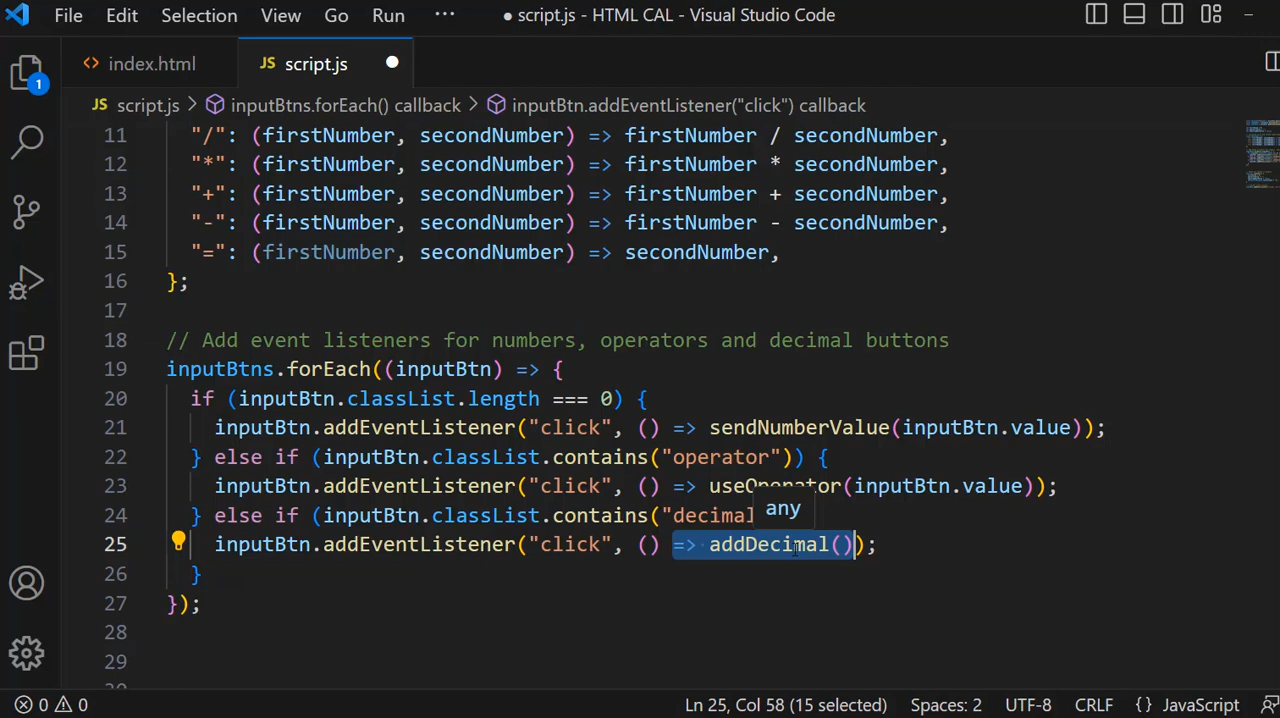 File Edit Selection View Go Run ··· ● script.js - HTML CAL - Visual Studio Code
1
<> index.html JS script.js ●
JS script.js > inputBtns.forEach() callback > inputBtn.addEventListener("click") callback
11 "/": (firstNumber, secondNumber) => firstNumber / secondNumber,
12 "*": (firstNumber, secondNumber) => firstNumber * secondNumber,
13 "+": (firstNumber, secondNumber) => firstNumber + secondNumber,
14 "-": (firstNumber, secondNumber) => firstNumber - secondNumber,
15 "=": (firstNumber, secondNumber) => secondNumber,
16 };
17
18 // Add event listeners for numbers, operators and decimal buttons
19 inputBtns.forEach((inputBtn) => {
20 if (inputBtn.classList.length === 0) {
21 inputBtn.addEventListener("click", () => sendNumberValue(inputBtn.value));
22 } else if (inputBtn.classList.contains("operator")) {
23 inputBtn.addEventListener("click", () => useOperator(inputBtn.value));
any
24 } else if (inputBtn.classList.contains("decimal
25 inputBtn.addEventListener("click", () => addDecimal());
26 }
27 });
28
29
Ln 25, Col 58 (15 selected) Spaces: 2 UTF-8 CRLF {} JavaScript
0 0